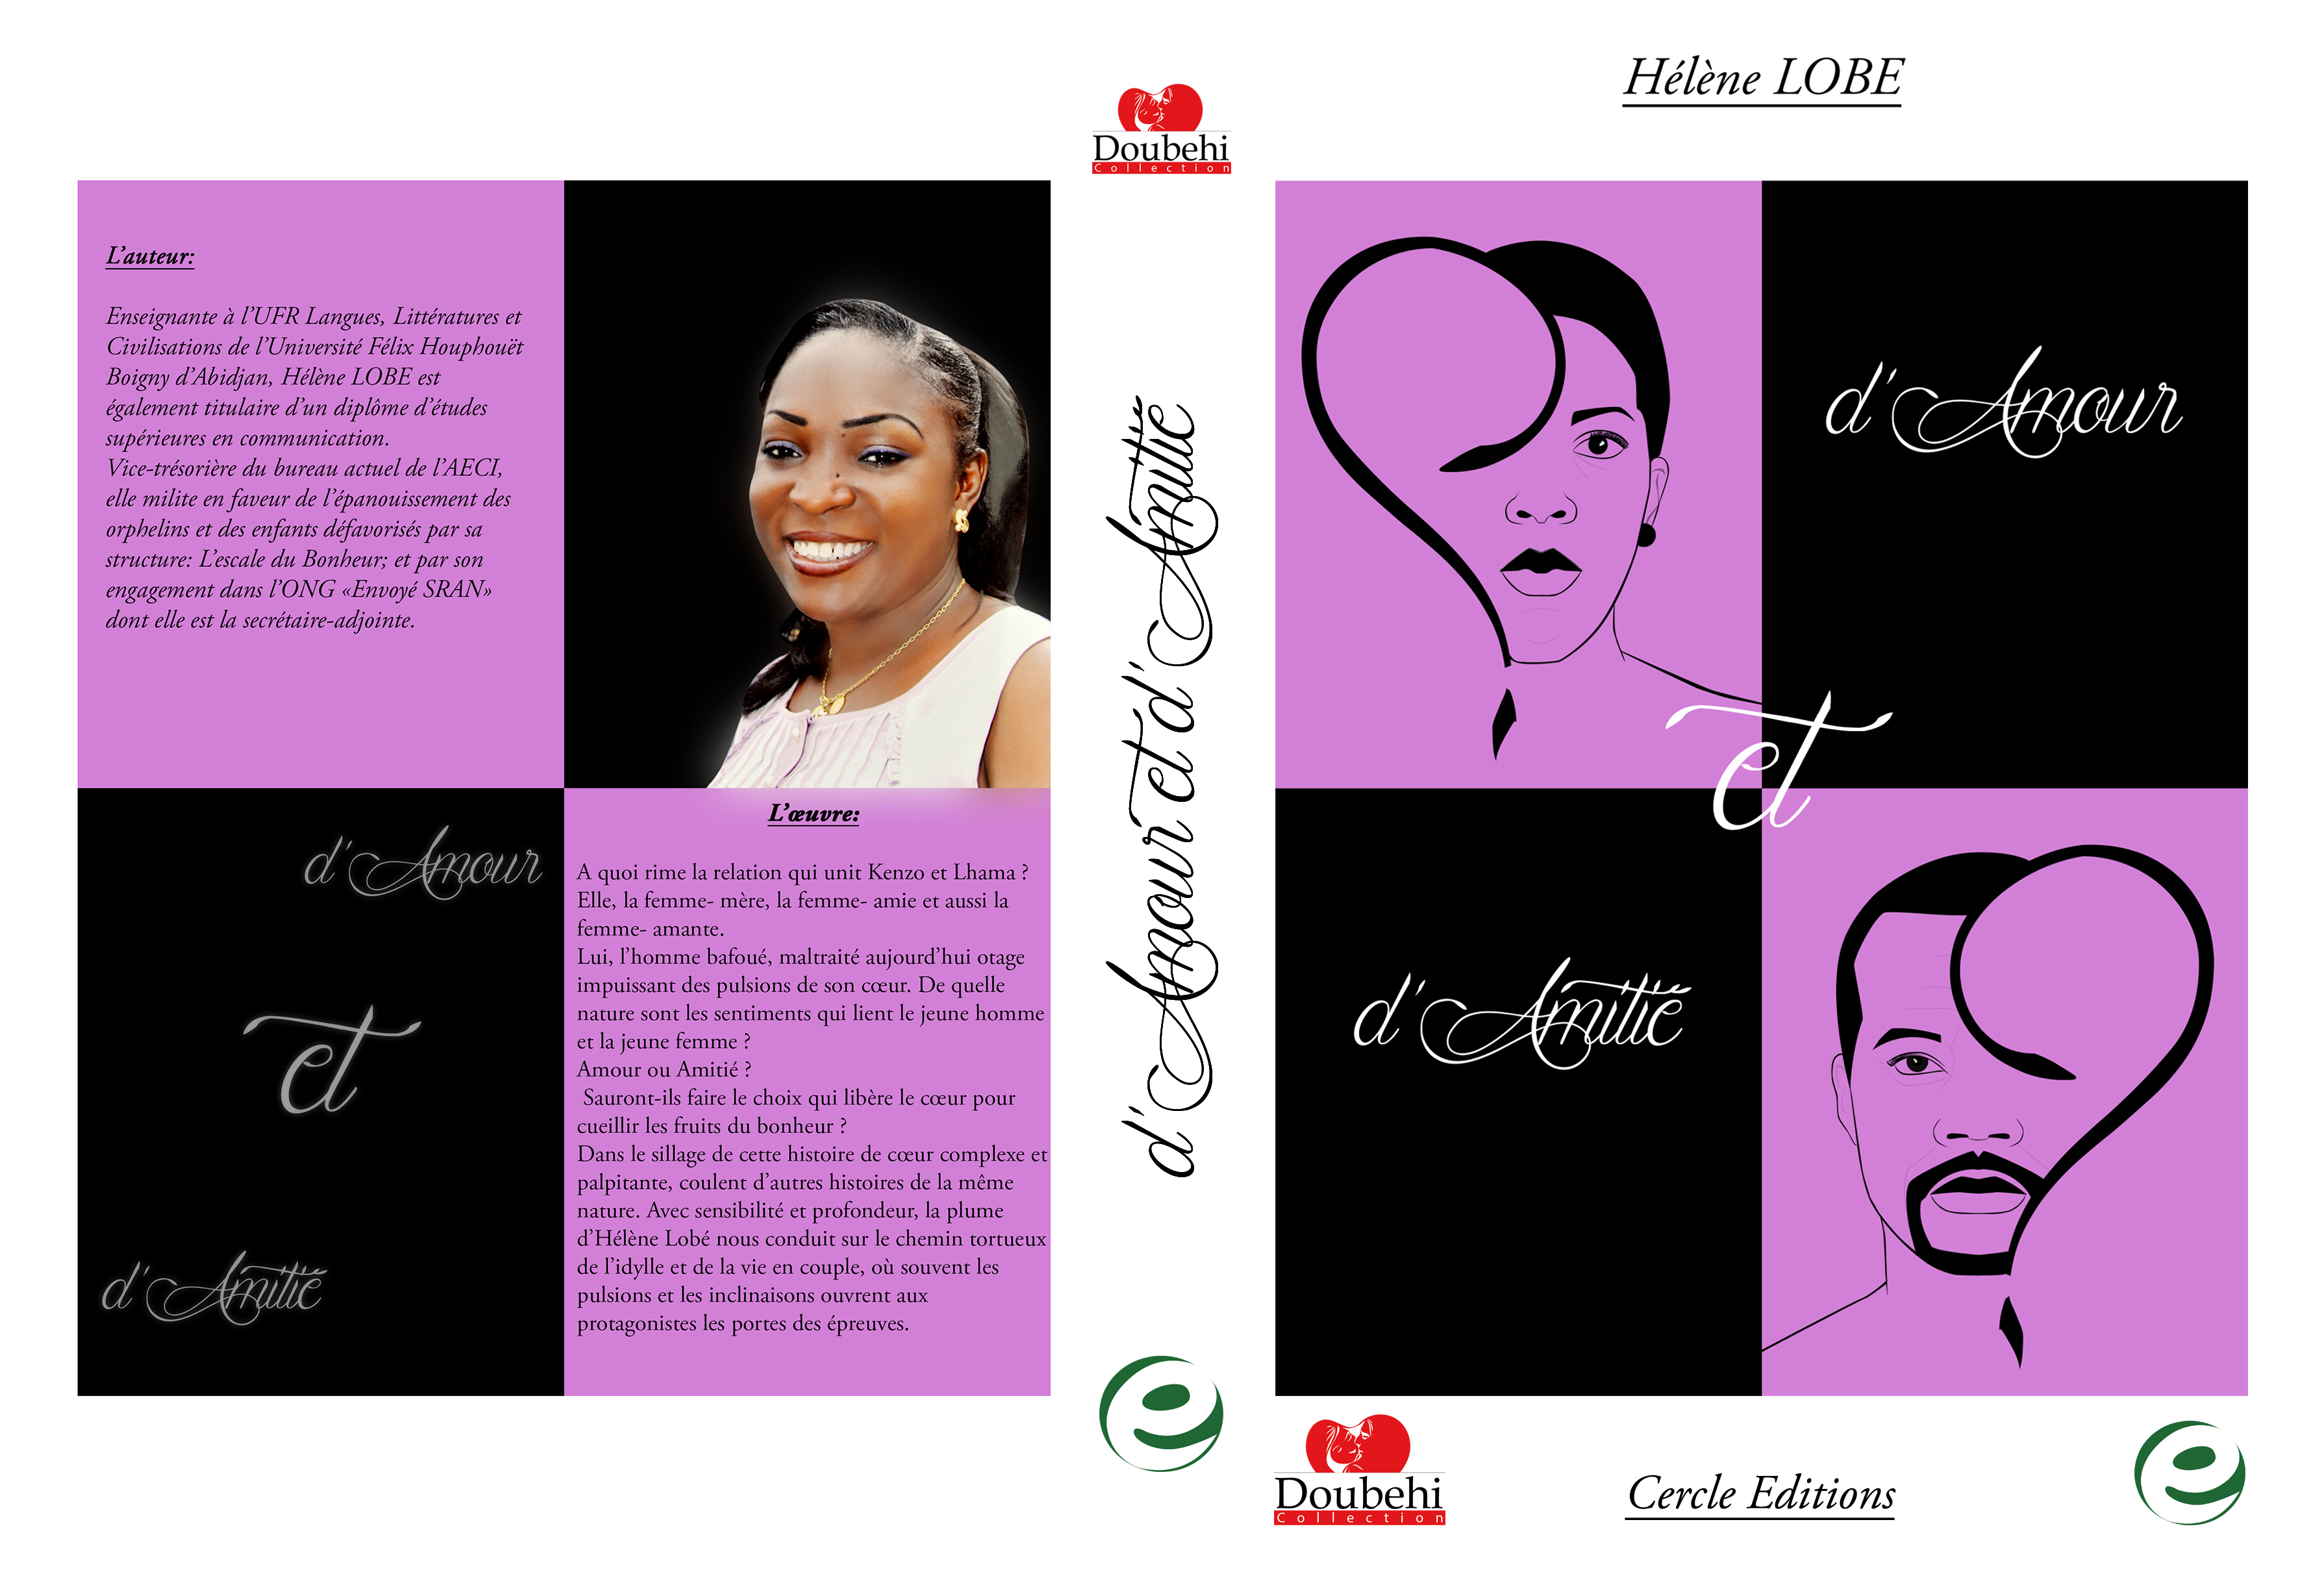 L'auteur:
Enseignante à l'UFR Langues, Littératures et
Civilisations de l'Université Félix Houphouët
Boigny d'Abidjan, Hélène LOBE est
également titulaire d'un diplôme d'études
supérieures en communication.
Vice-trésorière du bureau actuel de l'AECI,
elle milite en faveur de l'épanouissement des
orphelins et des enfants défavorisés par sa
structure: L'escale du Bonheur; et par son
engagement dans l'ONG «Envoyé SRAN»
dont elle est la secrétaire-adjointe.
d'Amour
et
d'Amitié
L'œuvre:
A quoi rime la relation qui unit Kenzo et Lhama ?
Elle, la femme- mère, la femme- amie et aussi la
femme- amante.
Lui, l'homme bafoué, maltraité aujourd'hui otage
impuissant des pulsions de son cœur. De quelle
nature sont les sentiments qui lient le jeune homme
et la jeune femme ?
Amour ou Amitié ?
Sauront-ils faire le choix qui libère le cœur pour
cueillir les fruits du bonheur ?
Dans le sillage de cette histoire de cœur complexe et
palpitante, coulent d'autres histoires de la même
nature. Avec sensibilité et profondeur, la plume
d'Hélène Lobé nous conduit sur le chemin tortueux
de l'idylle et de la vie en couple, où souvent les
pulsions et les inclinaisons ouvrent aux
protagonistes les portes des épreuves.
Doubehi
Collection
d'Amour et d'Amitié
e
Hélène LOBE
d'Amour
et
d'Amitié
Doubehi
Collection
Cercle Editions
e